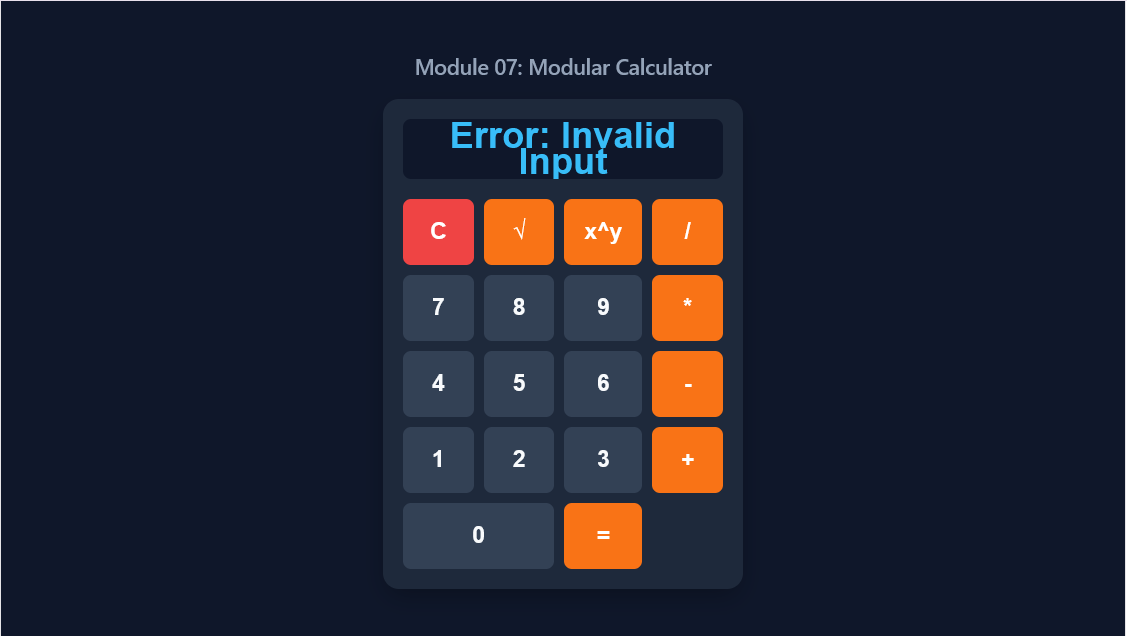 Module 07: Modular Calculator
Error: Invalid
Input
C √ x^y /
7 8 9 *
4 5 6 -
1 2 3 +
0 =